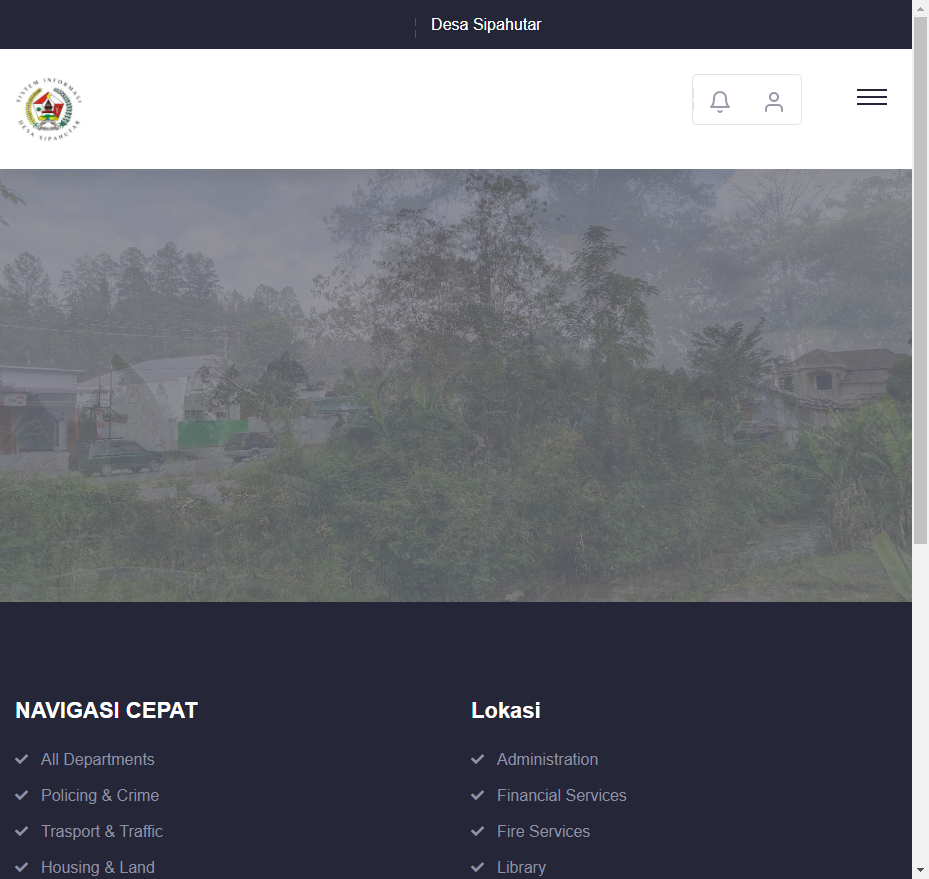 Desa Sipahutar
SISTEM INFORMASI
DESA SIPAHUTAR
NAVIGASI CEPAT
All Departments
Policing & Crime
Trasport & Traffic
Housing & Land
Lokasi
Administration
Financial Services
Fire Services
Library